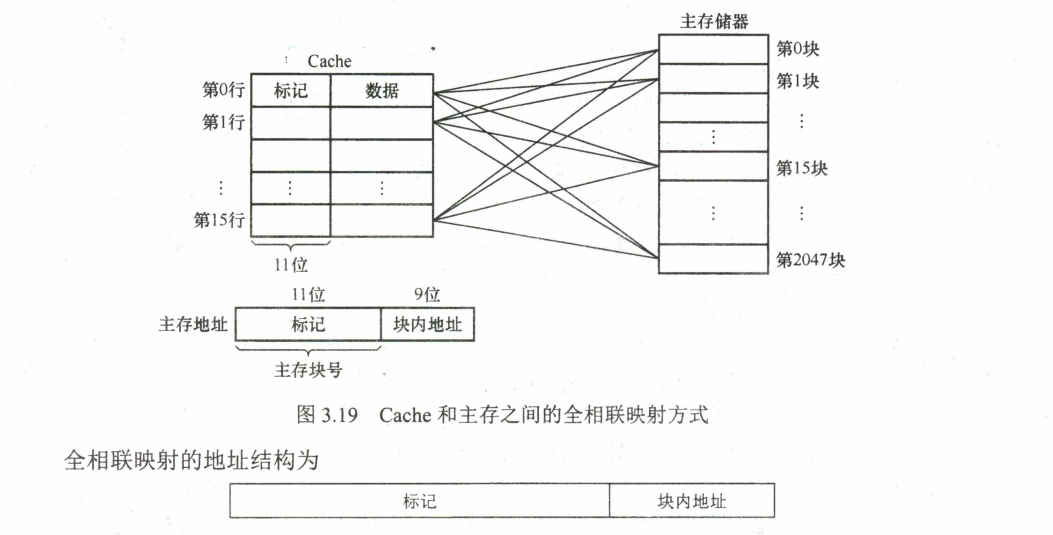 主存储器
Cache
第0块
第0行 标记 数据
第1块
第1行
⋮
⋮
第15块
⋮ ⋮ ⋮
⋮ ⋮
第15行
第2047块
11位
11位 9位
主存地址 标记 块内地址
主存块号
图 3.19 Cache 和主存之间的全相联映射方式
全相联映射的地址结构为
标记 块内地址